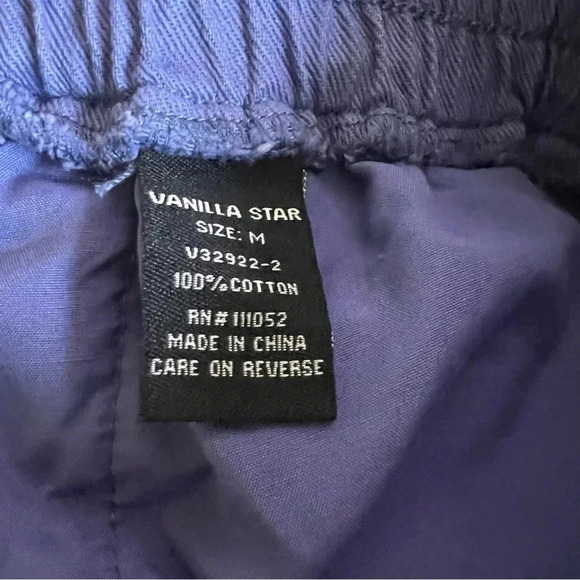 VANILLA STAR
SIZE: M
V32922-2
100% COTTON
RN# 111052
MADE IN CHINA
CARE ON REVERSE